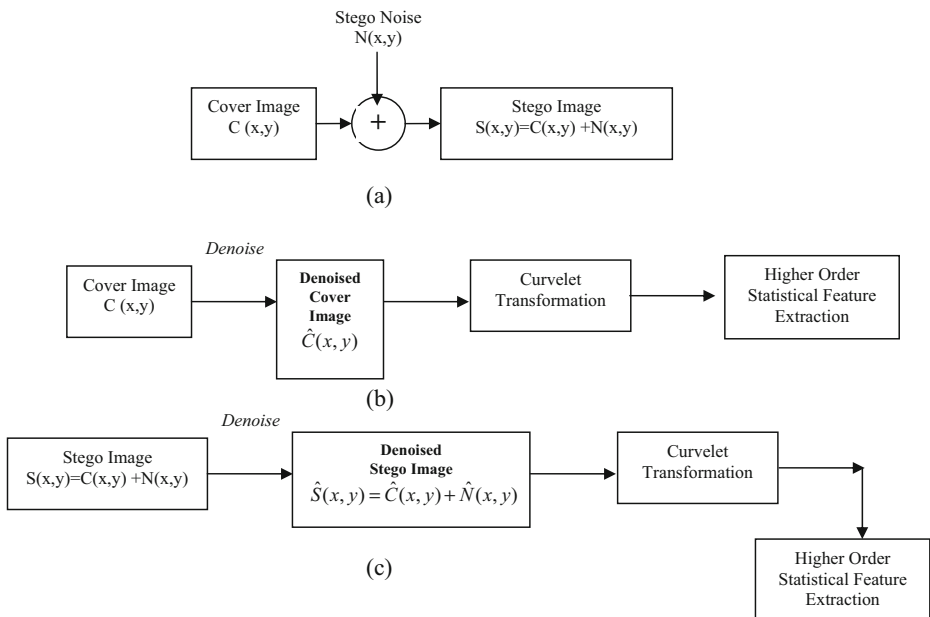 Stego Noise
N(x,y)
Cover Image
C (x,y)
+
Stego Image
S(x,y)=C(x,y) +N(x,y)
(a)
Denoise
Cover Image
C (x,y)
Denoised
Cover
Image
Ĉ(x, y)
Curvelet
Transformation
Higher Order
Statistical Feature
Extraction
(b)
Denoise
Stego Image
S(x,y)=C(x,y) +N(x,y)
Denoised
Stego Image
Ŝ(x, y) = Ĉ(x, y) + N̂(x, y)
Curvelet
Transformation
Higher Order
Statistical Feature
Extraction
(c)